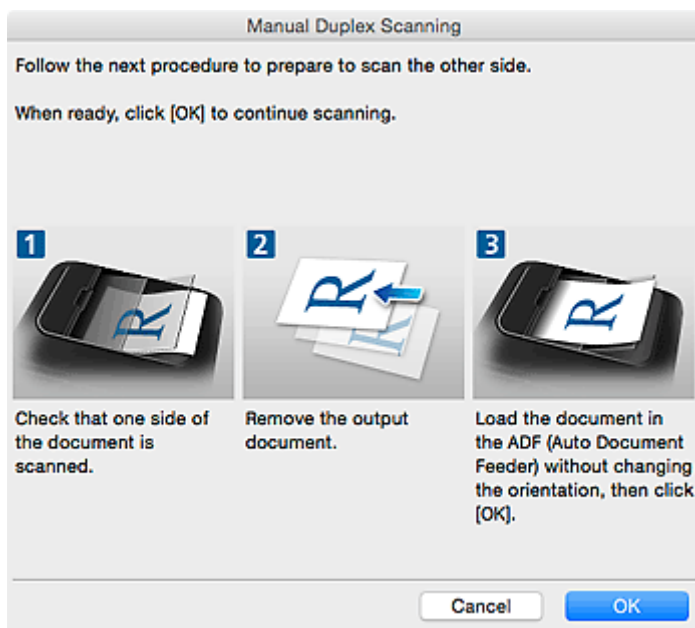 Manual Duplex Scanning
Follow the next procedure to prepare to scan the other side.
When ready, click [OK] to continue scanning.
1
R
2
R
R
3
R
Check that one side of
the document is
scanned.
Remove the output
document.
Load the document in
the ADF (Auto Document
Feeder) without changing
the orientation, then click
[OK].
Cancel
OK